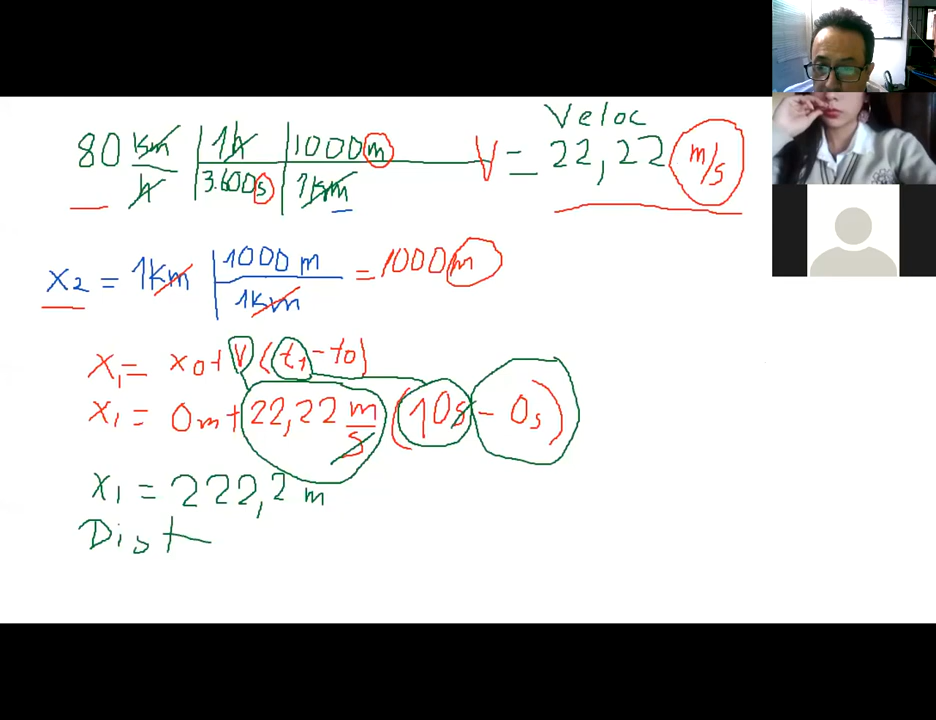 Veloc
80 km/h | 1h/3.600s | 1000m/1km V = 22,22 m/s
x2 = 1km | 1000 m/1km = 1000m
x1 = x0 + V (t1 - t0)
x1 = 0m + 22,22 m/s (10s - 0s)
x1 = 222,2 m
Dist